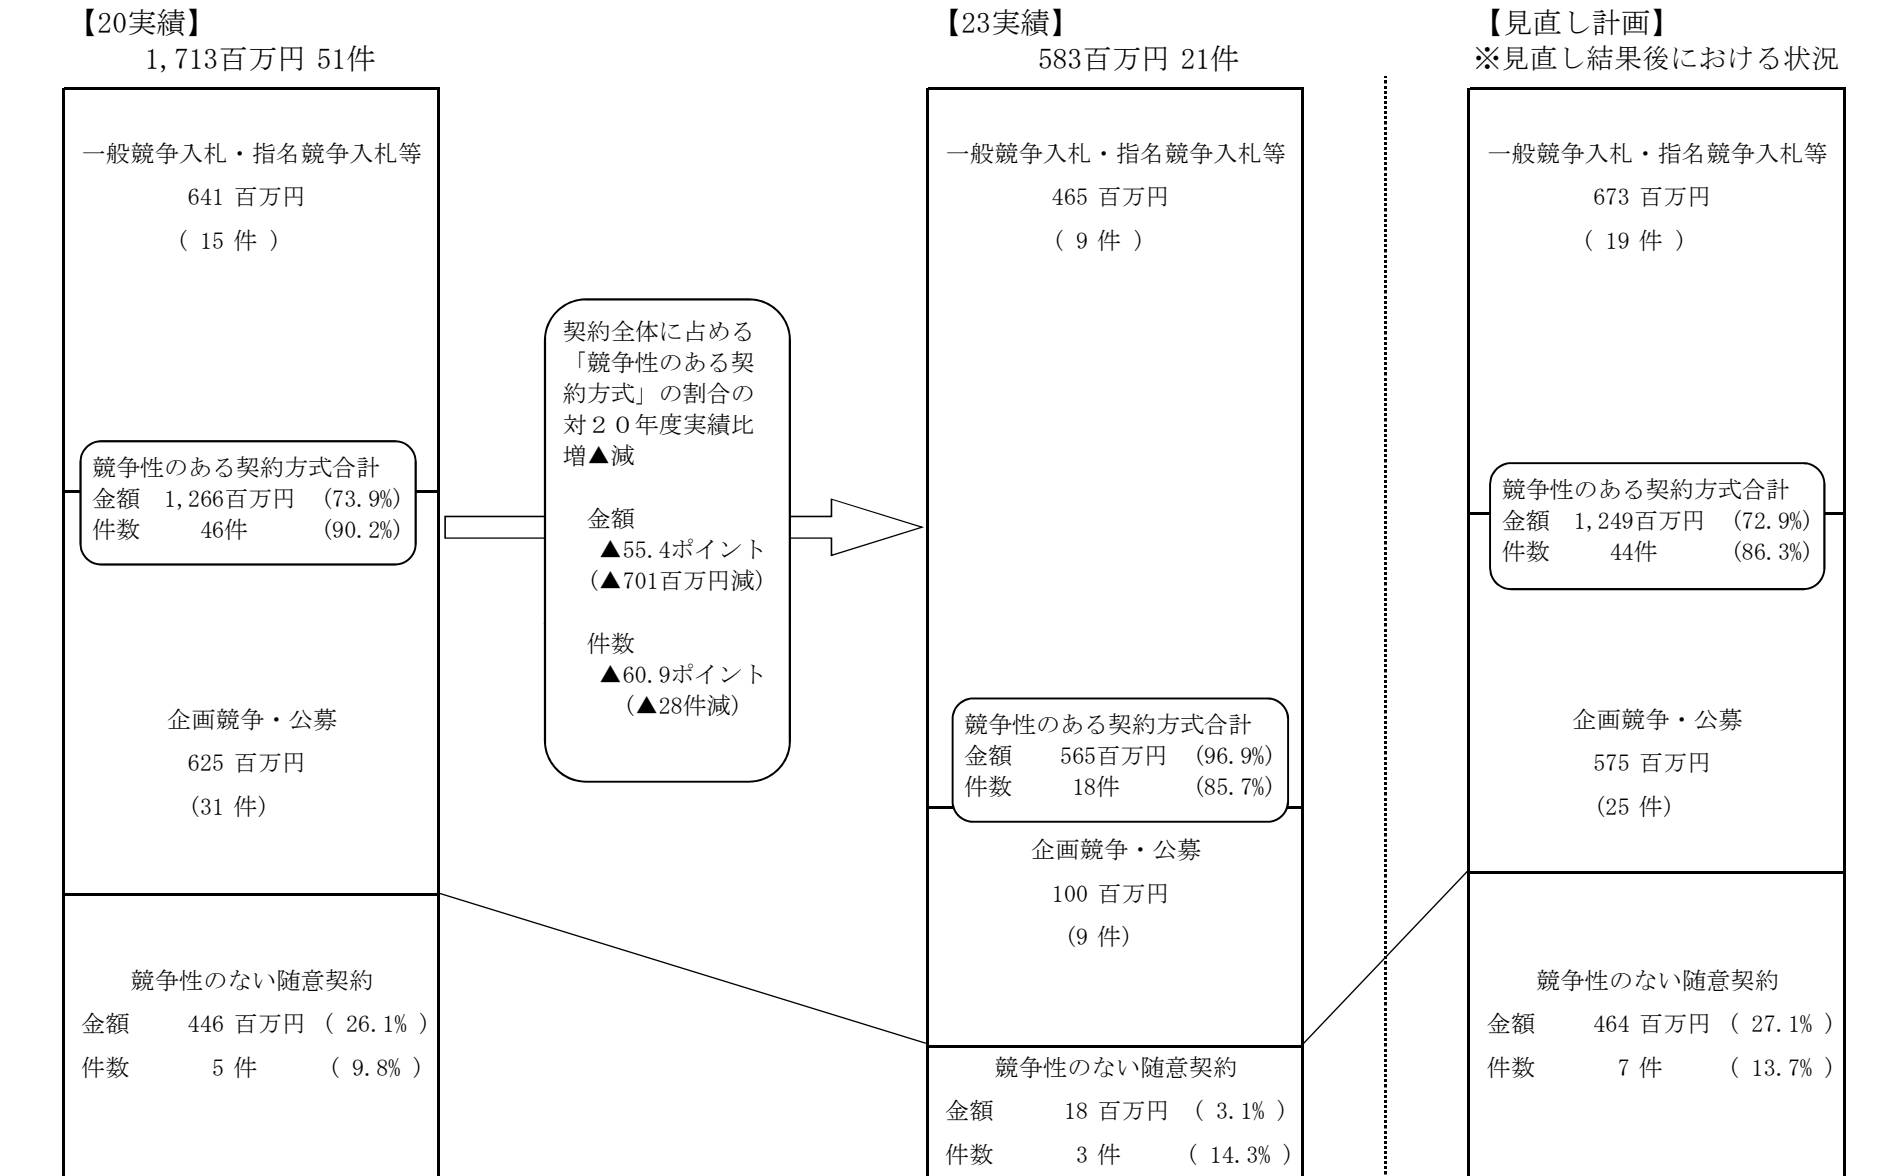 【20実績】
1,713百万円 51件
一般競争入札・指名競争入札等
641 百万円
( 15 件 )
競争性のある契約方式合計
金額 1,266百万円 (73.9%)
件数 46件 (90.2%)
企画競争・公募
625 百万円
(31 件)
競争性のない随意契約
金額 446 百万円 ( 26.1% )
件数 5 件 ( 9.8% )
契約全体に占める
「競争性のある契
約方式」の割合の
対20年度実績比
増▲減
金額
▲55.4ポイント
(▲701百万円減)
件数
▲60.9ポイント
(▲28件減)
【23実績】
583百万円 21件
一般競争入札・指名競争入札等
465 百万円
( 9 件 )
競争性のある契約方式合計
金額 565百万円 (96.9%)
件数 18件 (85.7%)
企画競争・公募
100 百万円
(9 件)
競争性のない随意契約
金額 18 百万円 ( 3.1% )
件数 3 件 ( 14.3% )
【見直し計画】
※見直し結果後における状況
一般競争入札・指名競争入札等
673 百万円
( 19 件 )
競争性のある契約方式合計
金額 1,249百万円 (72.9%)
件数 44件 (86.3%)
企画競争・公募
575 百万円
(25 件)
競争性のない随意契約
金額 464 百万円 ( 27.1% )
件数 7 件 ( 13.7% )